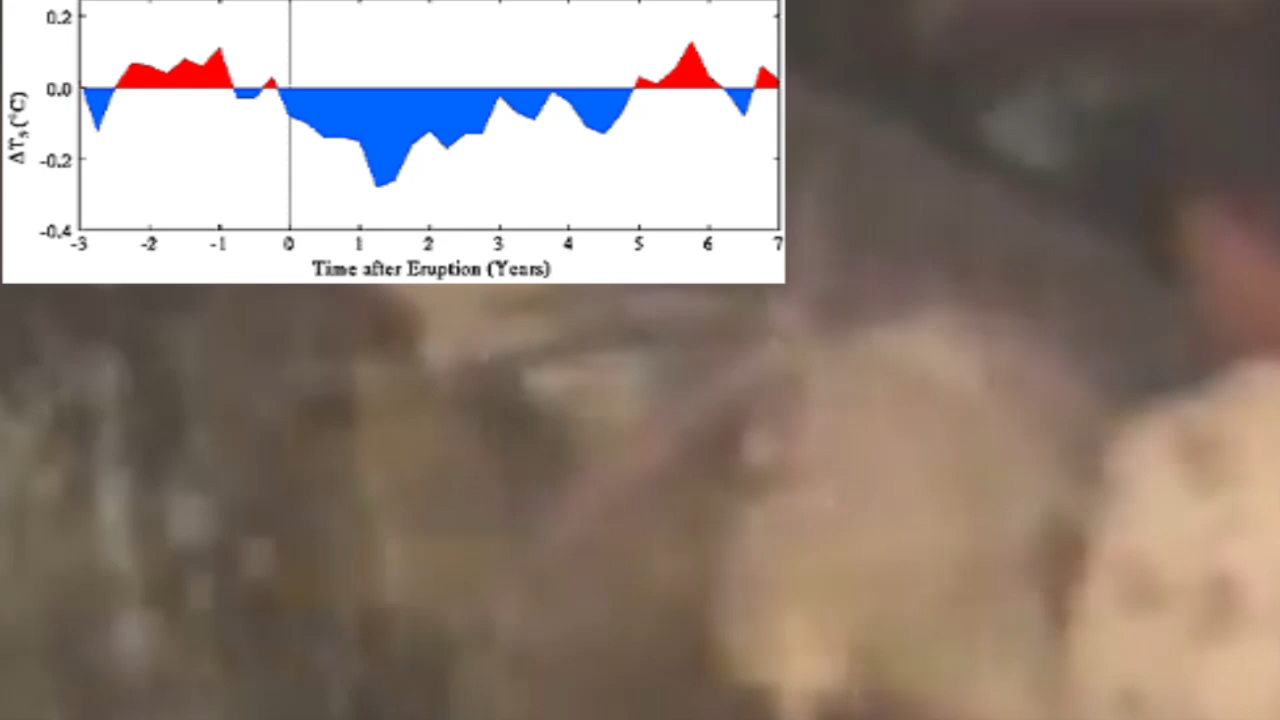 0.2
0.0
-0.2
-0.4
ΔTs (°C)
-3 -2 -1 0 1 2 3 4 5 6 7
Time after Eruption (Years)